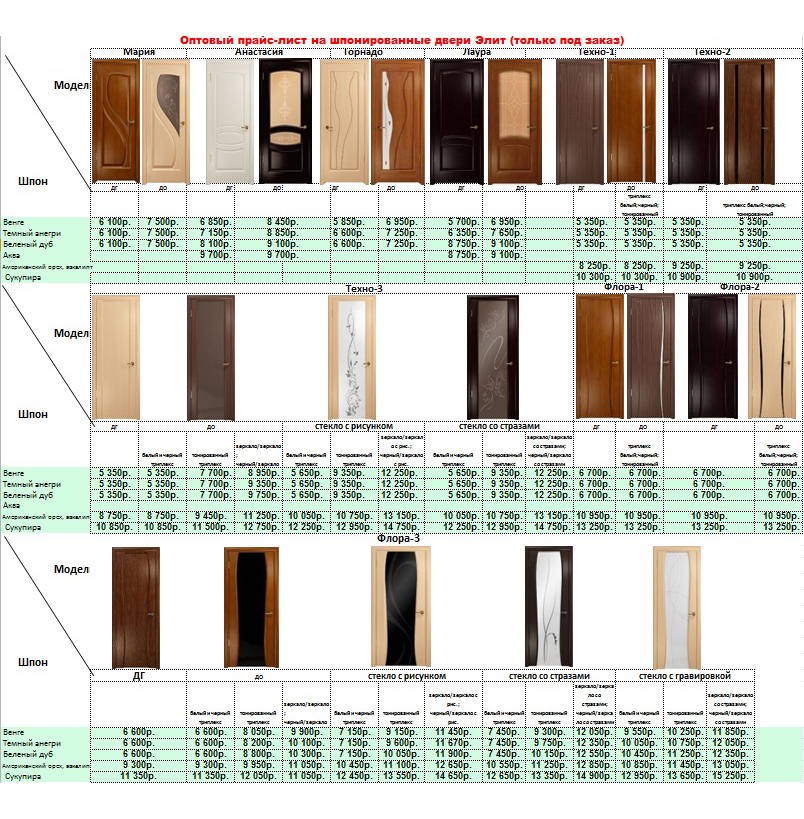 Оптовый прайс-лист на шпонированные двери Элит (только под заказ)
Мария Анастасия Торнадо Лаура Техно-1 Техно-2
Модел
Шпон
дг до дг до дг до дг до дг до дг до
триплекс белый;черный; тонированный триплекс белый;черный; тонированный
Венге 6 100р. 7 500р. 6 850р. 8 450р. 5 850р. 6 950р. 5 700р. 6 950р. 5 350р. 5 350р. 5 350р. 5 350р.
Темный анегри 6 100р. 7 500р. 7 150р. 8 850р. 6 600р. 7 250р. 6 350р. 7 650р. 5 350р. 5 350р. 5 350р. 5 350р.
Беленый дуб 6 100р. 7 500р. 8 100р. 9 100р. 6 600р. 7 250р. 8 750р. 9 100р. 5 350р. 5 350р. 5 350р. 5 350р.
Аква 9 700р. 9 700р. 8 750р. 9 100р.
Американский орех, эвкалипт 8 250р. 8 250р. 9 250р. 9 250р.
Сукупира 10 300р. 10 300р. 10 900р. 10 900р.
Техно-3 Флора-1 Флора-2
Модел
Шпон
дг до стекло с рисунком стекло со стразами дг до дг до
белый и черный триплекс тонированный триплекс зеркало/зеркало ; черный/зеркало белый и черный триплекс тонированный триплекс зеркало/зеркало с рис.; черный/зеркало с рис. белый и черный триплекс тонированный триплекс зеркало/зеркало со стразами; черный/зеркало со стразами триплекс белый;черный; тонированный триплекс белый;черный; тонированный
Венге 5 350р. 5 350р. 7 700р. 8 950р. 5 650р. 9 350р. 12 250р. 5 650р. 9 350р. 12 250р. 6 700р. 6 700р. 6 700р. 6 700р.
Темный анегри 5 350р. 5 350р. 7 700р. 9 350р. 5 650р. 9 350р. 12 250р. 5 650р. 9 350р. 12 250р. 6 700р. 6 700р. 6 700р. 6 700р.
Беленый дуб 5 350р. 5 350р. 7 700р. 9 750р. 5 650р. 9 350р. 12 250р. 5 650р. 9 350р. 12 250р. 6 700р. 6 700р. 6 700р. 6 700р.
Аква
Американский орех, эвкалипт 8 750р. 8 750р. 9 450р. 11 250р. 10 050р. 10 750р. 13 150р. 10 050р. 10 750р. 13 150р. 10 950р. 10 950р. 10 950р. 10 950р.
Сукупира 10 850р. 10 850р. 11 500р. 12 750р. 12 250р. 12 950р. 14 750р. 12 250р. 12 950р. 14 750р. 13 250р. 13 250р. 13 250р. 13 250р.
Флора-3
Модел
Шпон
ДГ до стекло с рисунком стекло со стразами стекло с гравировкой
белый и черный триплекс тонированный триплекс зеркало/зеркало черный/зеркало белый и черный триплекс тонированный триплекс зеркало/зеркало с рис.; черный/зеркало с рис. белый и черный триплекс тонированный триплекс зеркало/зеркало со стразами; черный/зеркало со стразами белый и черный триплекс тонированный триплекс зеркало/зеркало со стразами; черный/зеркало со стразами
Венге 6 600р. 6 600р. 8 050р. 9 900р. 7 150р. 9 150р. 11 450р. 7 450р. 9 300р. 12 050р. 9 550р. 10 250р. 11 850р.
Темный анегри 6 600р. 6 600р. 8 200р. 10 100р. 7 150р. 9 600р. 11 670р. 7 450р. 9 750р. 12 350р. 10 050р. 10 750р. 12 050р.
Беленый дуб 6 600р. 6 600р. 8 800р. 10 300р. 7 150р. 10 050р. 11 900р. 7 450р. 10 150р. 12 550р. 10 450р. 11 250р. 12 350р.
Американский орех, эвкалипт 9 300р. 9 300р. 9 950р. 11 050р. 10 450р. 11 100р. 12 650р. 10 550р. 11 250р. 12 850р. 10 850р. 11 450р. 13 050р.
Сукупира 11 350р. 11 350р. 12 050р. 11 050р. 12 450р. 13 550р. 14 650р. 12 650р. 13 350р. 14 900р. 12 950р. 13 650р. 15 250р.